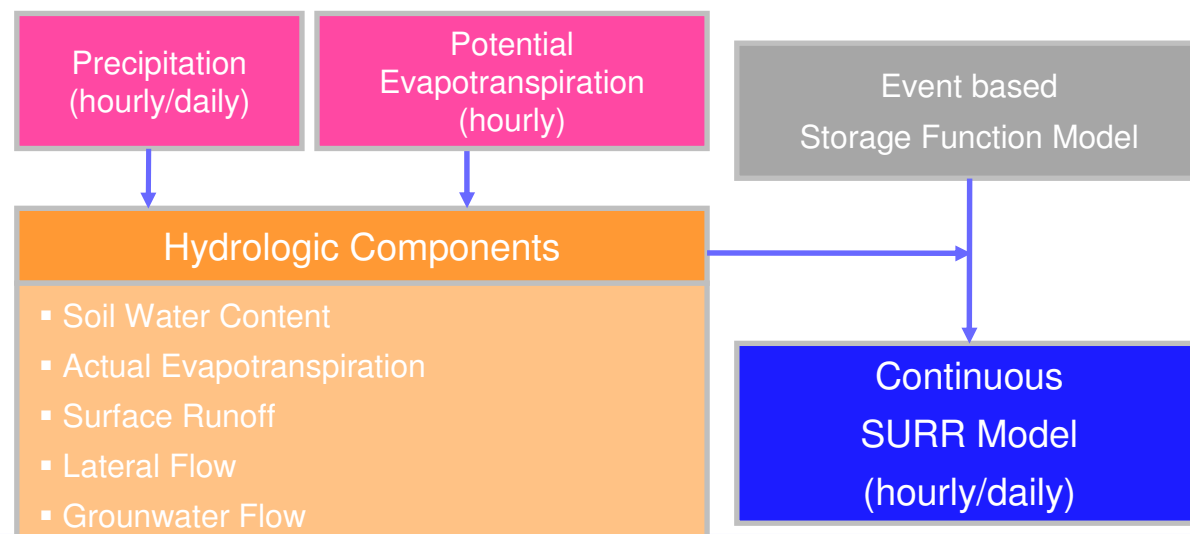 Precipitation
(hourly/daily)
Potential
Evapotranspiration
(hourly)
Event based
Storage Function Model
Hydrologic Components
▪ Soil Water Content
▪ Actual Evapotranspiration
▪ Surface Runoff
▪ Lateral Flow
▪ Grounwater Flow
Continuous
SURR Model
(hourly/daily)